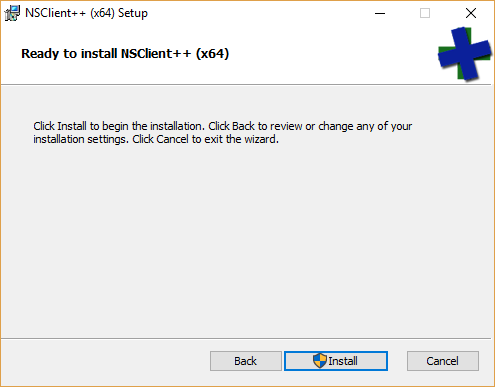 NSClient++ (x64) Setup
Ready to install NSClient++ (x64)
Click Install to begin the installation. Click Back to review or change any of your
installation settings. Click Cancel to exit the wizard.
Back Install Cancel